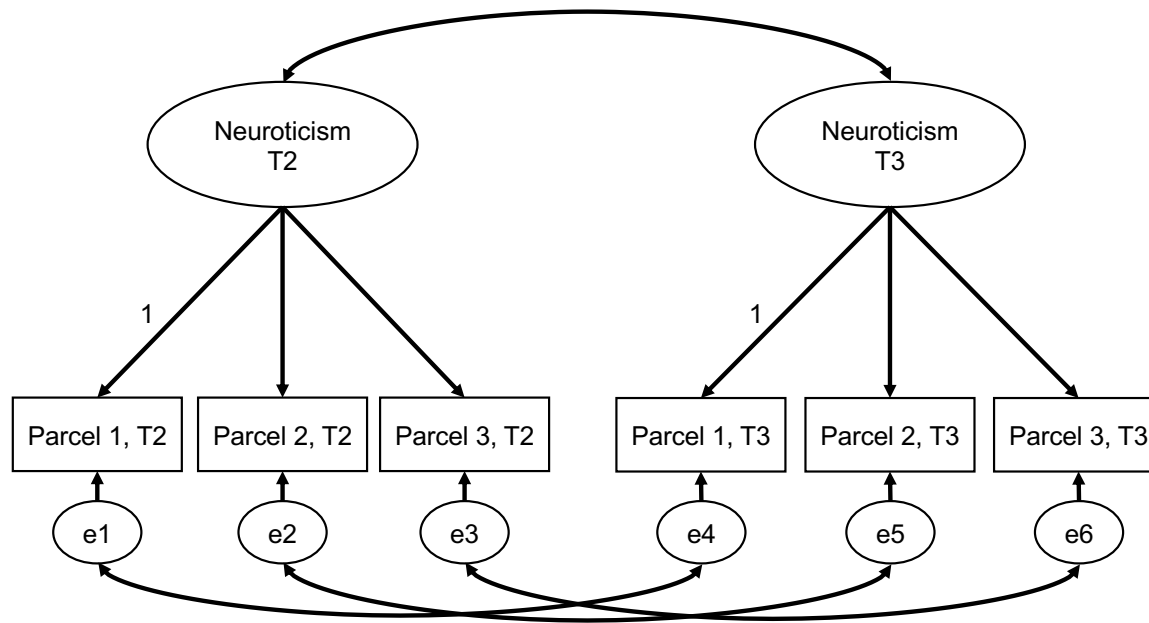 Neuroticism
T2
Neuroticism
T3
1
1
Parcel 1, T2
Parcel 2, T2
Parcel 3, T2
Parcel 1, T3
Parcel 2, T3
Parcel 3, T3
e1
e2
e3
e4
e5
e6